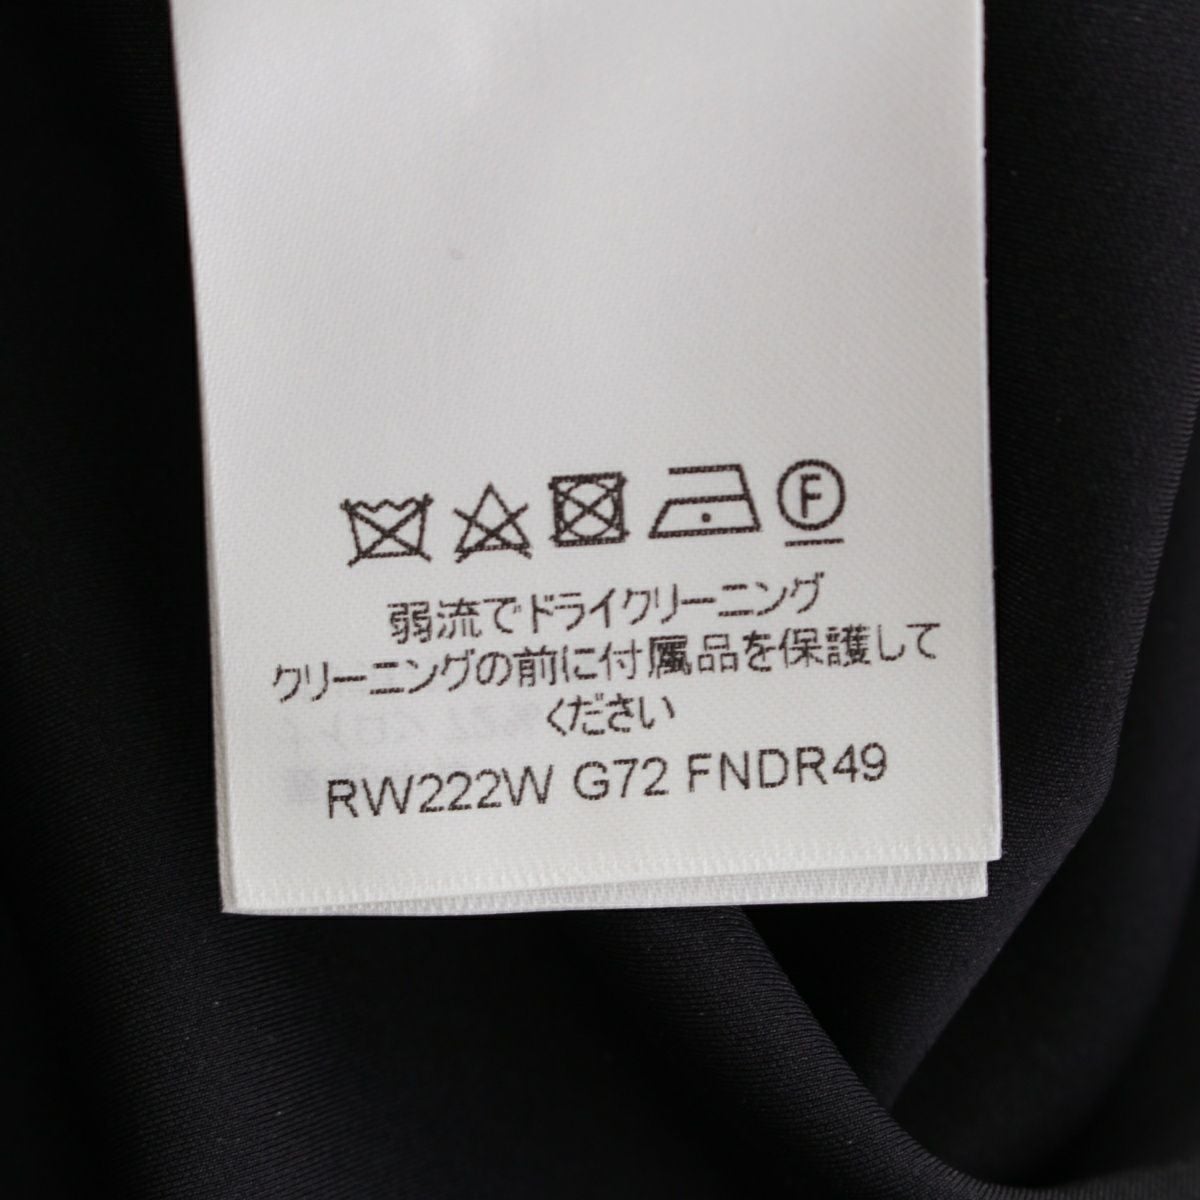 F
弱流でドライクリーニング
クリーニングの前に付属品を保護して
ください
RW222W G72 FNDR49